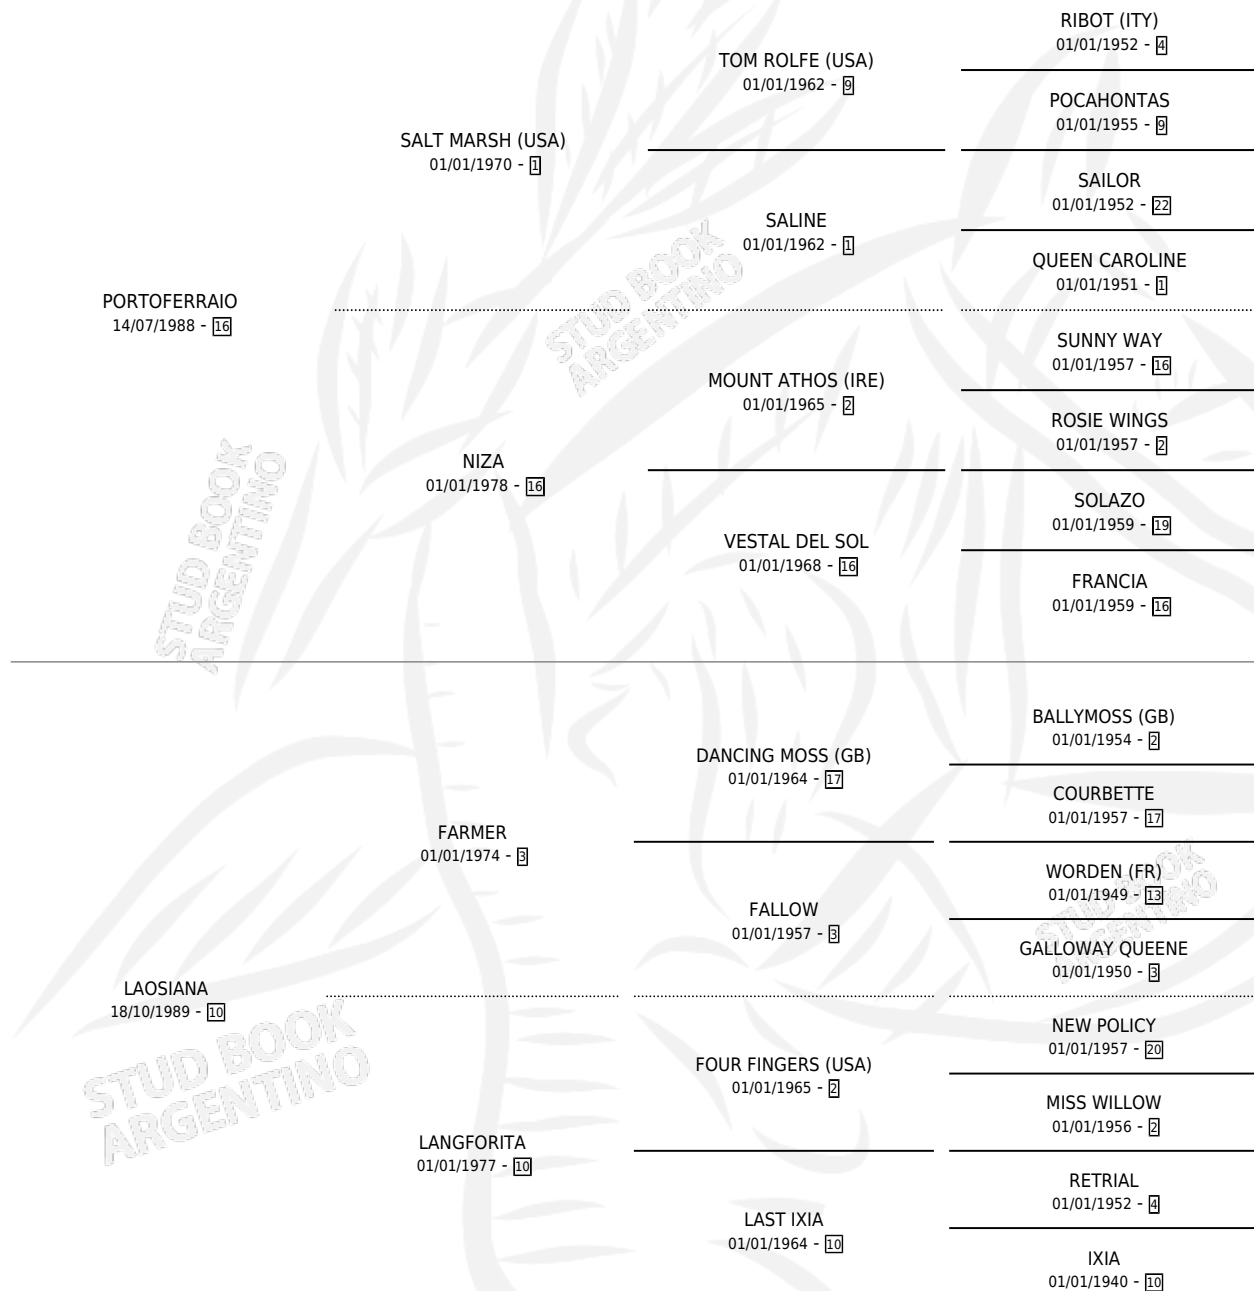 RIBOT (ITY)
01/01/1952 - 4
TOM ROLFE (USA)
01/01/1962 - 9
POCAHONTAS
01/01/1955 - 9
SALT MARSH (USA)
01/01/1970 - 1
SAILOR
01/01/1952 - 22
SALINE
01/01/1962 - 1
QUEEN CAROLINE
01/01/1951 - 1
PORTOFERRAIO
14/07/1988 - 16
STUD BOOK
ARGENTINO
SUNNY WAY
01/01/1957 - 16
MOUNT ATHOS (IRE)
01/01/1965 - 2
ROSIE WINGS
01/01/1957 - 2
NIZA
01/01/1978 - 16
SOLAZO
01/01/1959 - 19
VESTAL DEL SOL
01/01/1968 - 16
FRANCIA
01/01/1959 - 16
STUD BOOK
ARGENTINO
BALLYMOSS (GB)
01/01/1954 - 2
DANCING MOSS (GB)
01/01/1964 - 17
COURBETTE
01/01/1957 - 17
FARMER
01/01/1974 - 3
WORDEN (FR)
01/01/1949 - 13
FALLOW
01/01/1957 - 3
GALLOWAY QUEENE
01/01/1950 - 3
STUD BOOK
ARGENTINO
LAOSIANA
18/10/1989 - 10
NEW POLICY
01/01/1957 - 20
FOUR FINGERS (USA)
01/01/1965 - 2
MISS WILLOW
01/01/1956 - 2
STUD BOOK
ARGENTINO
LANGFORITA
01/01/1977 - 10
RETRIAL
01/01/1952 - 4
LAST IXIA
01/01/1964 - 10
IXIA
01/01/1940 - 10